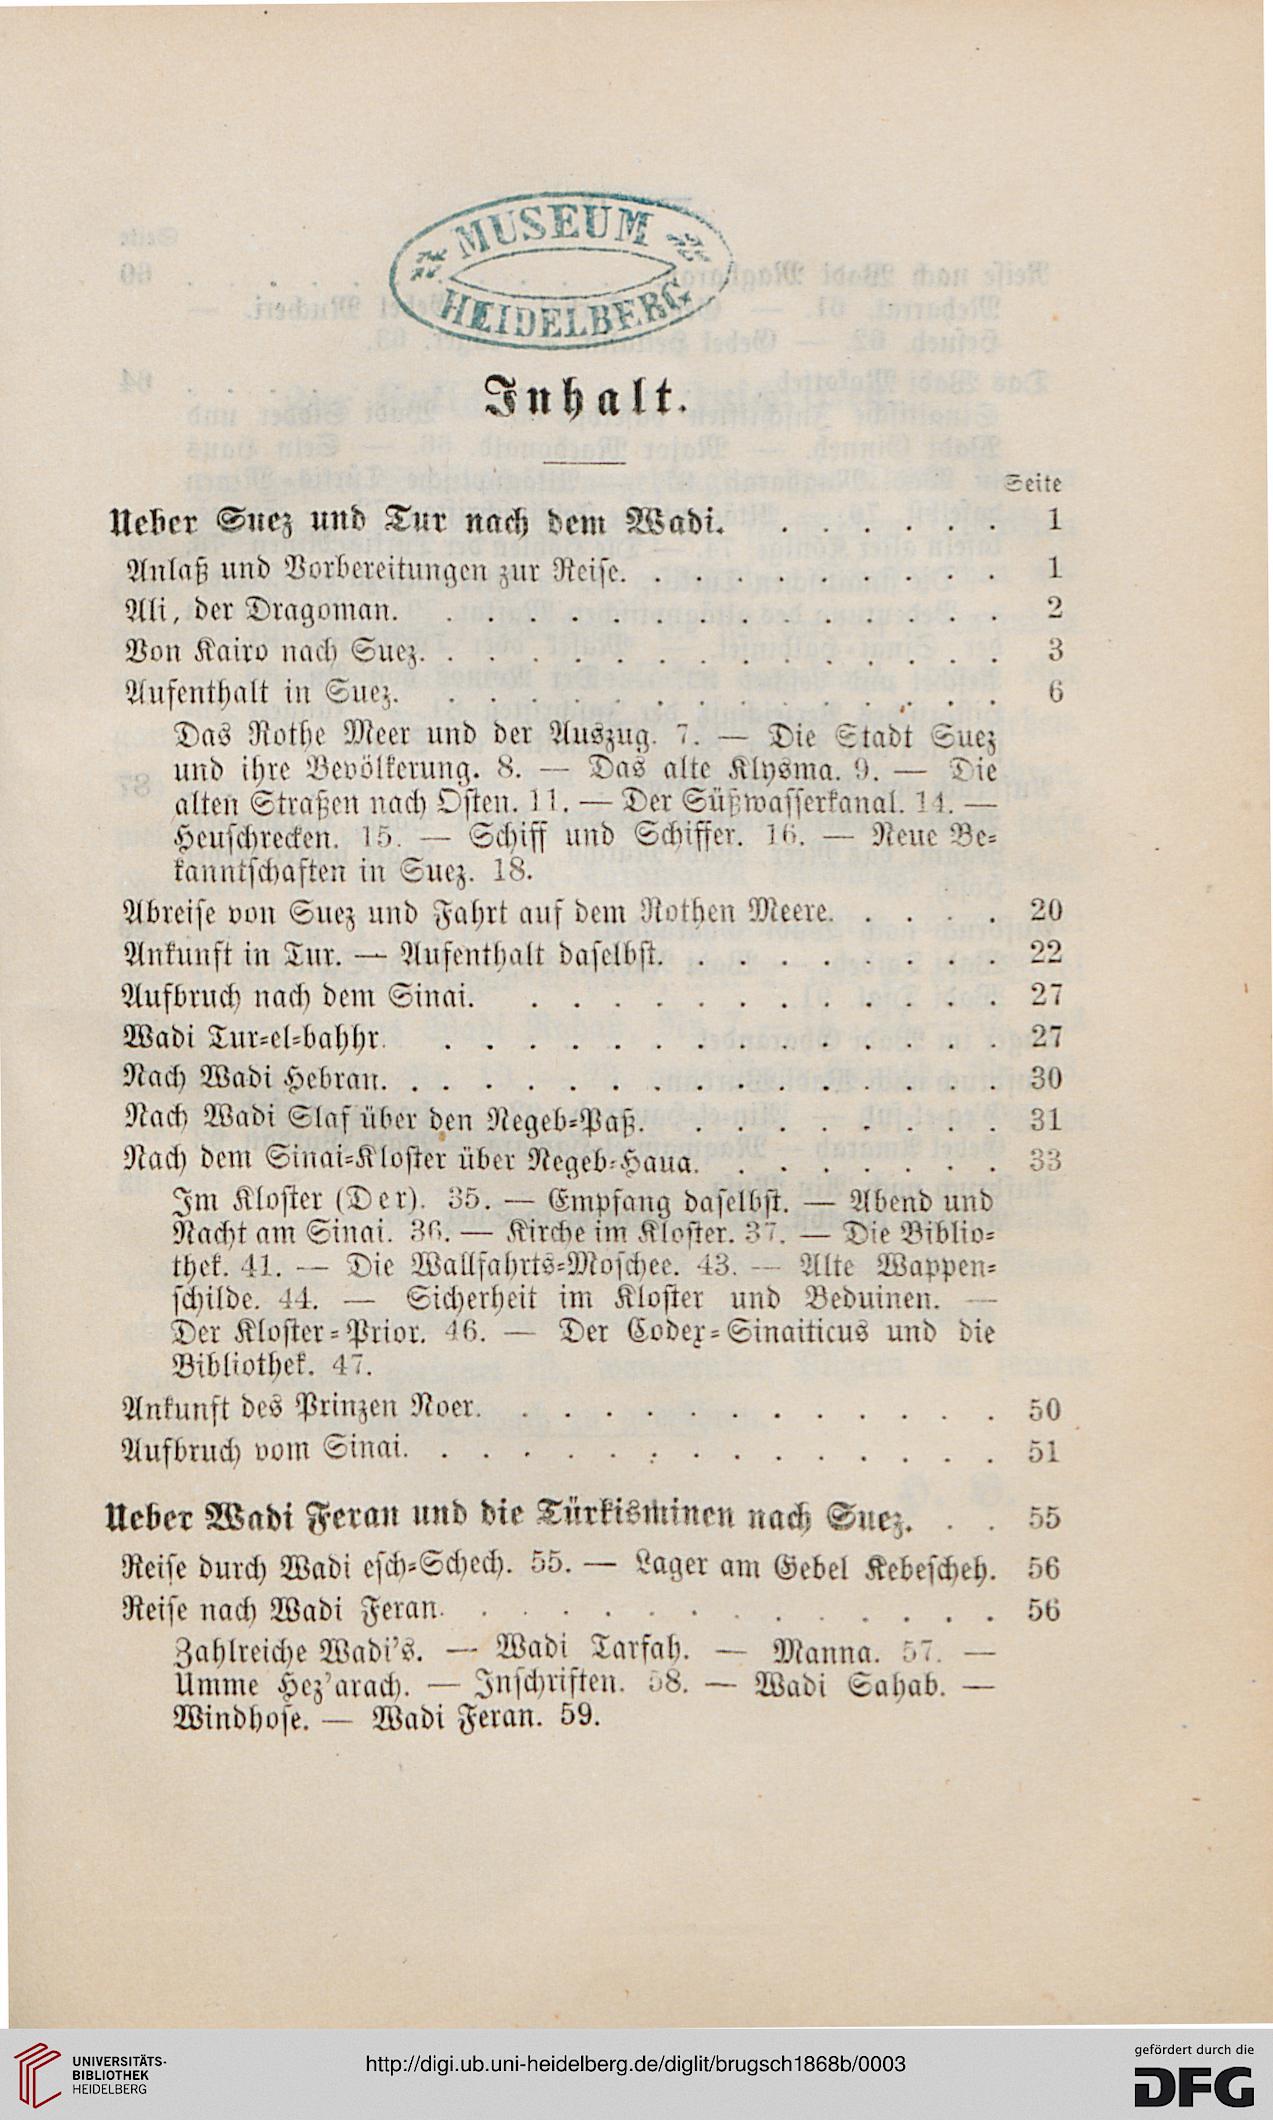 MUSEUM
HEIDELBERG
Inhalt.
Seite
Ueber Suez und Tur nach dem Wadi. . . . . . . 1
Anlaß und Vorbereitungen zur Reise. . . . . . . . . . 1
Ali, der Dragoman. . . . . . . . . . . . . . . 2
Von Kairo nach Suez. . . . . . . . . . . . . . . 3
Aufenthalt in Suez. . . . . . . . . . . . . . . 6
Das Rothe Meer und der Auszug. 7. — Die Stadt Suez
und ihre Bevölkerung. 8. — Das alte Klysma. 9. — Die
alten Straßen nach Osten. 11. — Der Süßwasserkanal. 14. —
Heuschrecken. 15. — Schiff und Schiffer. 16. — Neue Be-
kanntschaften in Suez. 18.
Abreise von Suez und Fahrt auf dem Rothen Meere. . . . . 20
Ankunft in Tur. — Aufenthalt daselbst. . . . . . . . . 22
Aufbruch nach dem Sinai. . . . . . . . . . . . . 27
Wadi Tur-el-bahhr. . . . . . . . . . . . . . . 27
Nach Wadi Hebran. . . . . . . . . . . . . . . . 30
Nach Wadi Slaf über den Negeb-Paß. . . . . . . . . 31
Nach dem Sinai-Kloster über Negeb-Haua. . . . . . . . 33
Im Kloster (Der). 35. — Empfang daselbst. — Abend und
Nacht am Sinai. 36. — Kirche im Kloster. 37. — Die Biblio-
thek. 41. — Die Wallfahrts-Moschee. 43. — Alte Wappen-
schilde. 44. — Sicherheit im Kloster und Beduinen. —
Der Kloster-Prior. 46. — Der Codex-Sinaiticus und die
Bibliothek. 47.
Ankunft des Prinzen Noer. . . . . . . . . . . . . 50
Aufbruch vom Sinai. . . . . . . . . . . . . . . 51
Ueber Wadi Feran und die Türkisminen nach Suez. . . 55
Reise durch Wadi esch-Schech. 55. — Lager am Gebel Kebescheh. 56
Reise nach Wadi Feran. . . . . . . . . . . . . . 56
Zahlreiche Wadi's. — Wadi Tarfah. — Manna. 57. —
Umme Hez'arach. — Inschriften. 58. — Wadi Sahab. —
Windhose. — Wadi Feran. 59.
UNIVERSITÄTS-
BIBLIOTHEK
HEIDELBERG
http://digi.ub.uni-heidelberg.de/diglit/brugsch1868b/0003
gefördert durch die
DFG